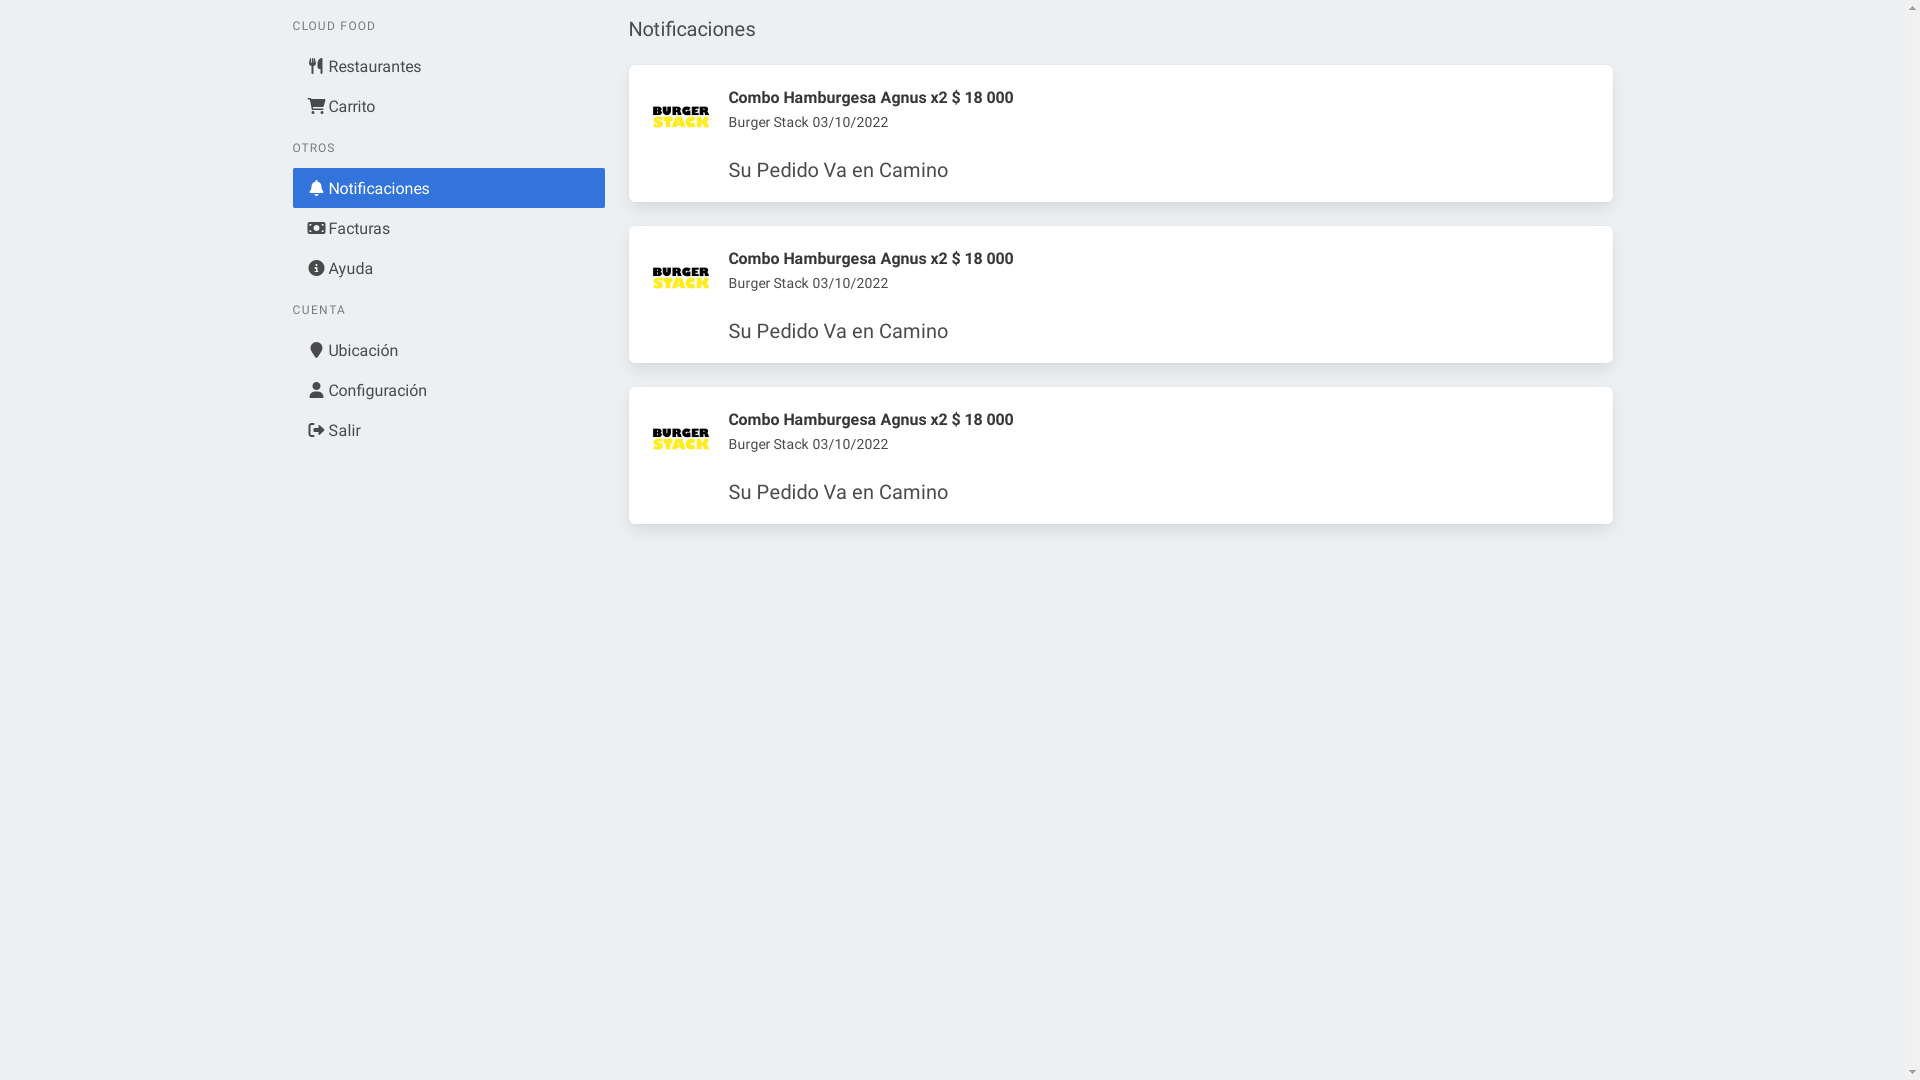 CLOUD FOOD
Restaurantes
Carrito
OTROS
Notificaciones
Facturas
Ayuda
CUENTA
Ubicación
Configuración
Salir
Notificaciones
BURGER
STACK
Combo Hamburgesa Agnus x2 $ 18 000
Burger Stack 03/10/2022
Su Pedido Va en Camino
BURGER
STACK
Combo Hamburgesa Agnus x2 $ 18 000
Burger Stack 03/10/2022
Su Pedido Va en Camino
BURGER
STACK
Combo Hamburgesa Agnus x2 $ 18 000
Burger Stack 03/10/2022
Su Pedido Va en Camino